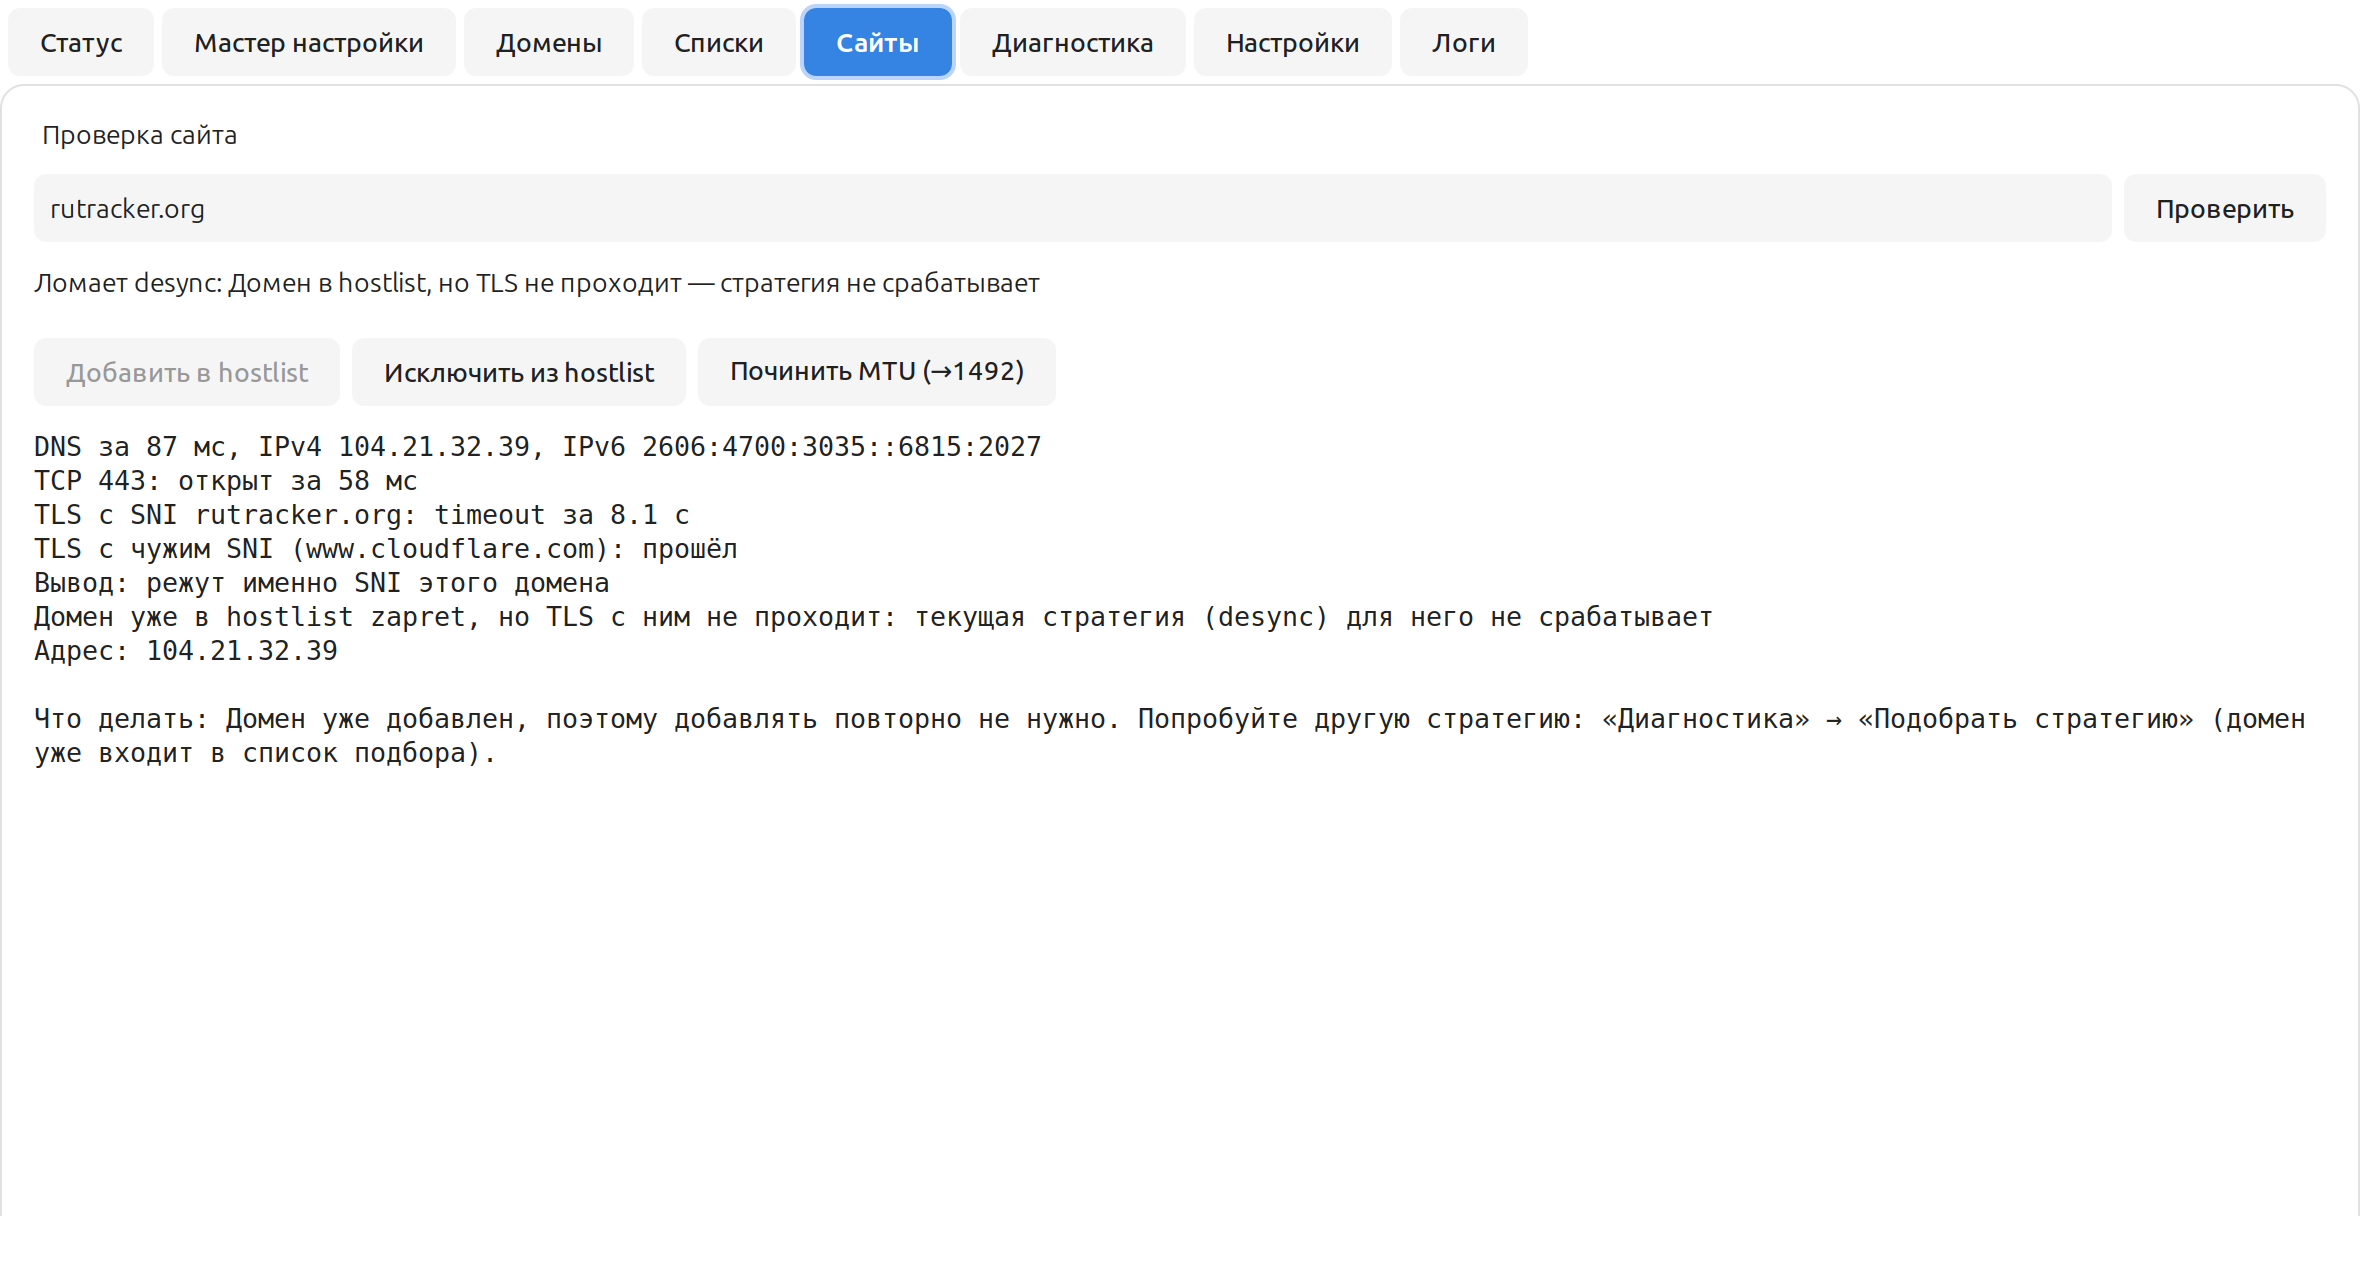 Статус Мастер настройки Домены Списки Сайты Диагностика Настройки Логи
Проверка сайта
rutracker.org Проверить
Ломает desync: Домен в hostlist, но TLS не проходит — стратегия не срабатывает
Добавить в hostlist Исключить из hostlist Починить MTU (→1492)
DNS за 87 мс, IPv4 104.21.32.39, IPv6 2606:4700:3035::6815:2027
TCP 443: открыт за 58 мс
TLS с SNI rutracker.org: timeout за 8.1 с
TLS с чужим SNI (www.cloudflare.com): прошёл
Вывод: режут именно SNI этого домена
Домен уже в hostlist zapret, но TLS с ним не проходит: текущая стратегия (desync) для него не срабатывает
Адрес: 104.21.32.39
Что делать: Домен уже добавлен, поэтому добавлять повторно не нужно. Попробуйте другую стратегию: «Диагностика» → «Подобрать стратегию» (домен
уже входит в список подбора).